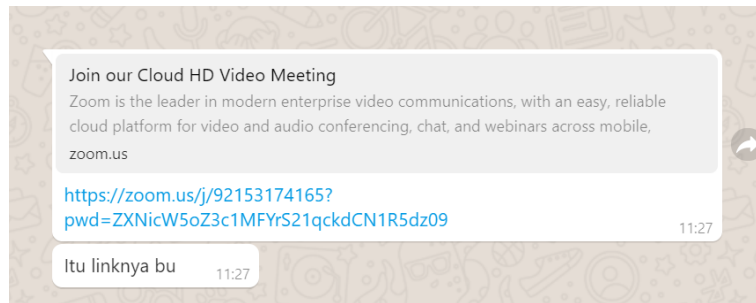 Join our Cloud HD Video Meeting
Zoom is the leader in modern enterprise video communications, with an easy, reliable
cloud platform for video and audio conferencing, chat, and webinars across mobile,
zoom.us
https://zoom.us/j/92153174165?
pwd=ZXNicW5oZ3c1MFYrS21qckdCN1R5dz09
11:27
Itu linknya bu
11:27